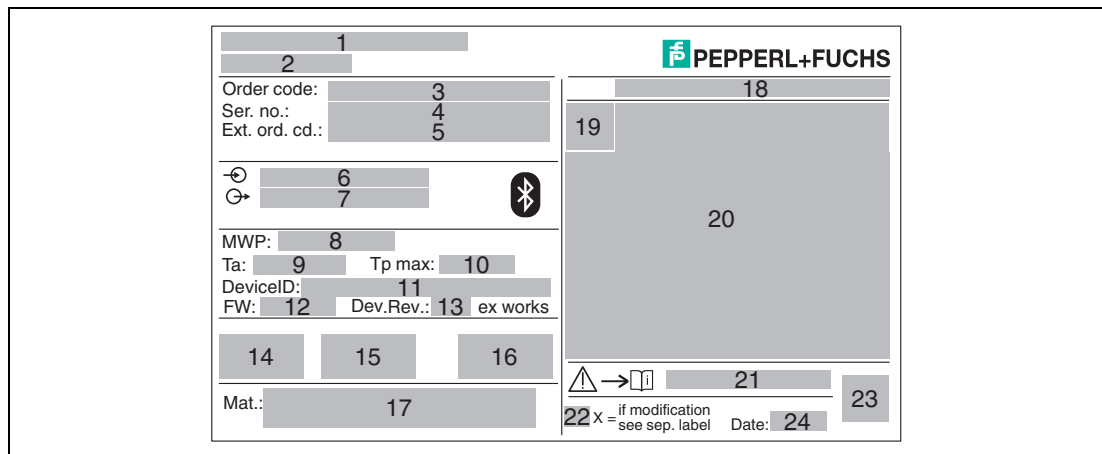 1
2
Order code: 3
Ser. no.: 4
Ext. ord. cd.: 5
6
7
MWP: 8
Ta: 9 Tp max: 10
DeviceID: 11
FW: 12 Dev.Rev.: 13 ex works
14 15 16
Mat.: 17
PEPPERL+FUCHS
18
19
20
21
22 X = if modification
see sep. label Date: 24
23